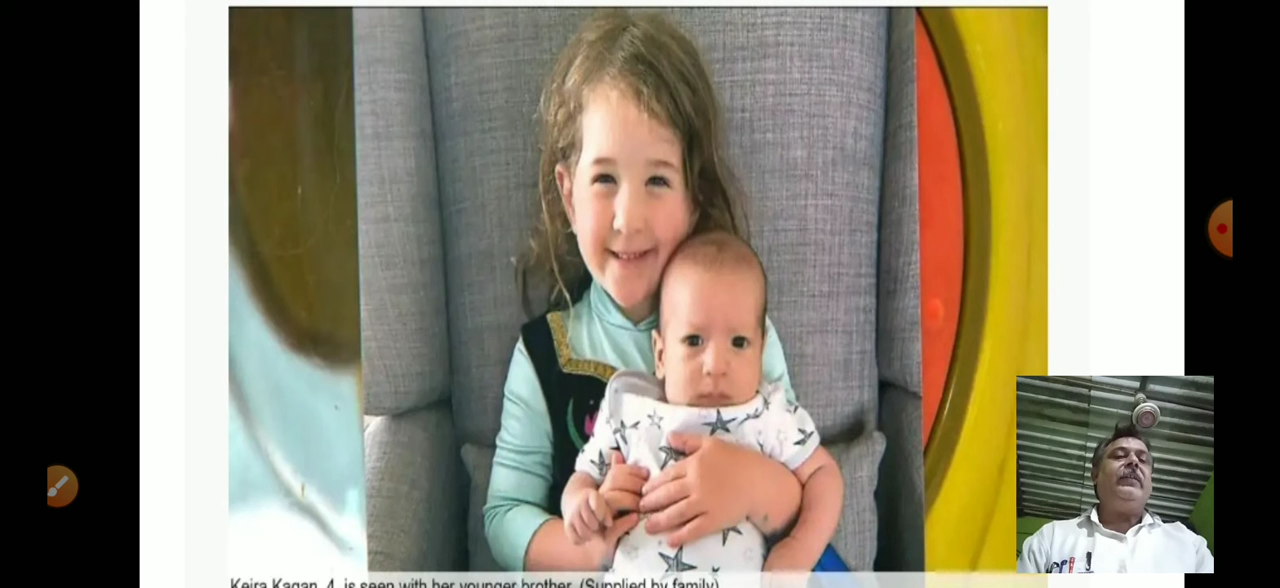 Keira Kagan, 4, is seen with her younger brother. (Supplied by family)